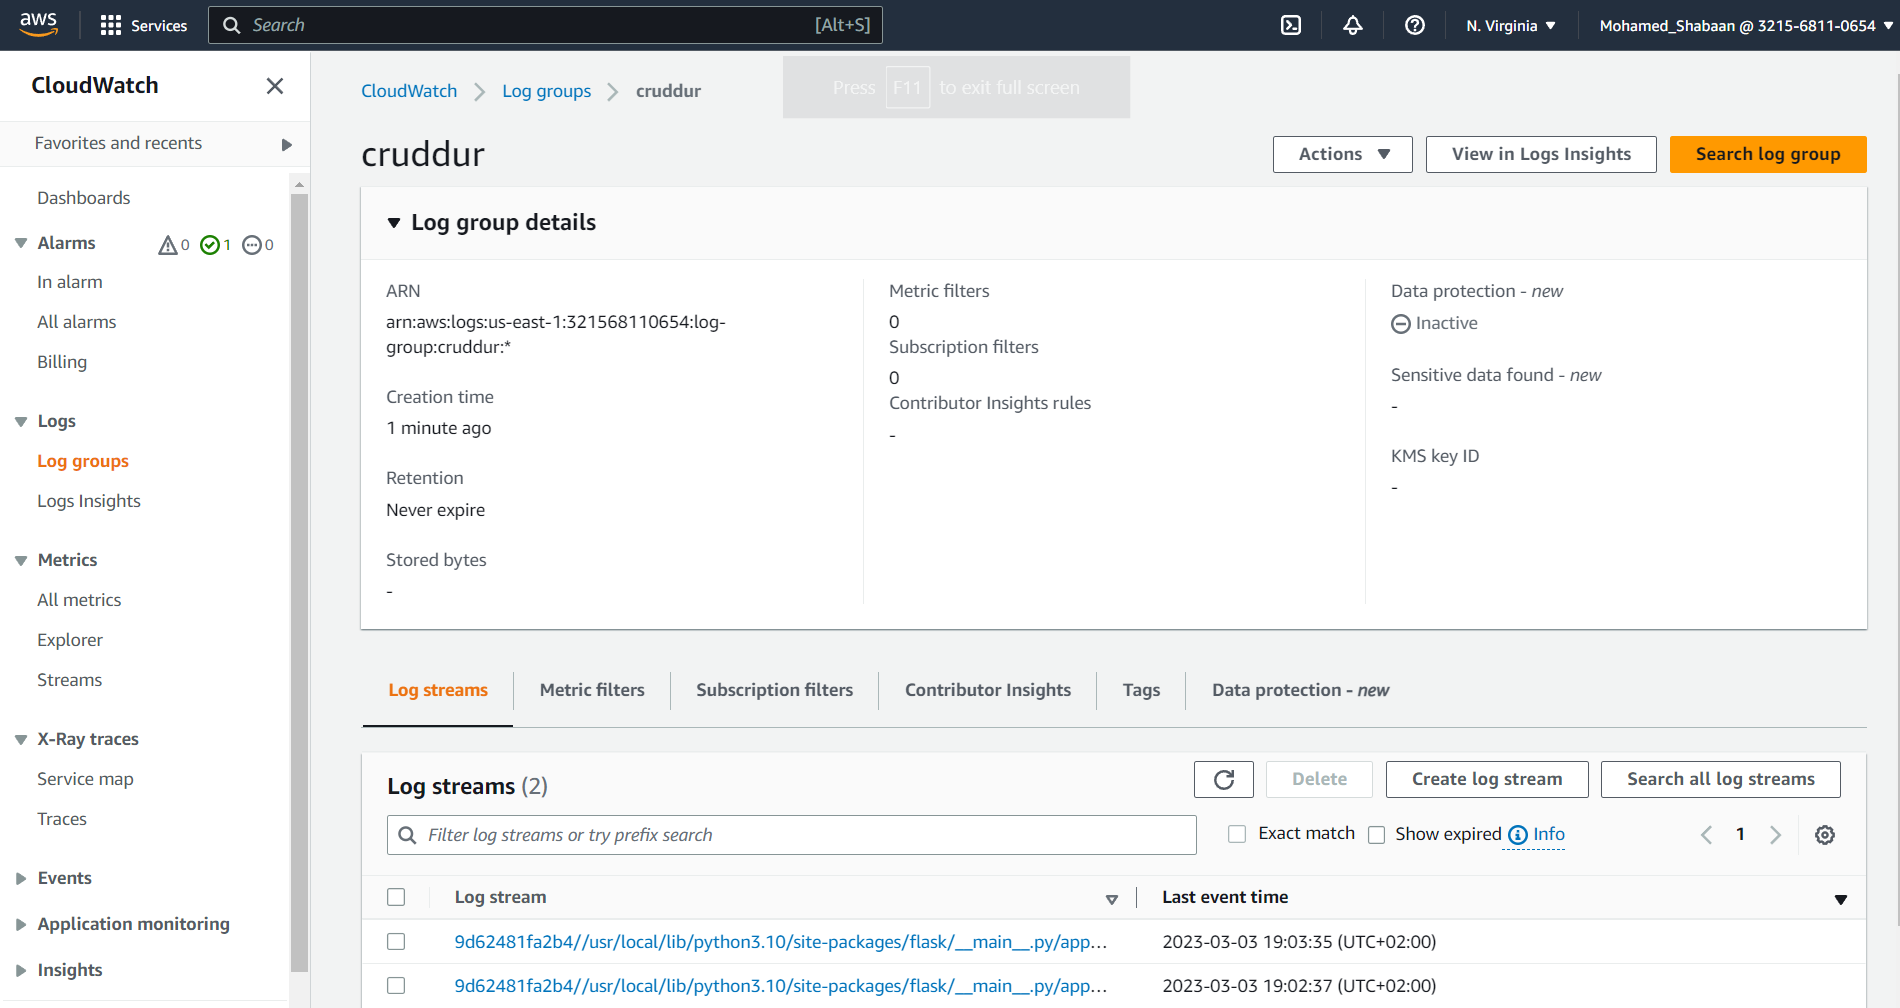 aws
Services
Search
[Alt+S]
N. Virginia
Mohamed_Shabaan @ 3215-6811-0654
CloudWatch
Favorites and recents
Dashboards
Alarms
0
1
0
In alarm
All alarms
Billing
Logs
Log groups
Logs Insights
Metrics
All metrics
Explorer
Streams
X-Ray traces
Service map
Traces
Events
Application monitoring
Insights
CloudWatch
Log groups
cruddur
Press F11 to exit full screen
cruddur
Actions
View in Logs Insights
Search log group
Log group details
ARN
arn:aws:logs:us-east-1:321568110654:log-
group:cruddur:*
Creation time
1 minute ago
Retention
Never expire
Stored bytes
-
Metric filters
0
Subscription filters
0
Contributor Insights rules
-
Data protection - new
Inactive
Sensitive data found - new
-
KMS key ID
-
Log streams
Metric filters
Subscription filters
Contributor Insights
Tags
Data protection - new
Log streams (2)
Delete
Create log stream
Search all log streams
Filter log streams or try prefix search
Exact match
Show expired
Info
1
Log stream
Last event time
9d62481fa2b4//usr/local/lib/python3.10/site-packages/flask/__main__.py/app...
2023-03-03 19:03:35 (UTC+02:00)
9d62481fa2b4//usr/local/lib/python3.10/site-packages/flask/__main__.py/app...
2023-03-03 19:02:37 (UTC+02:00)